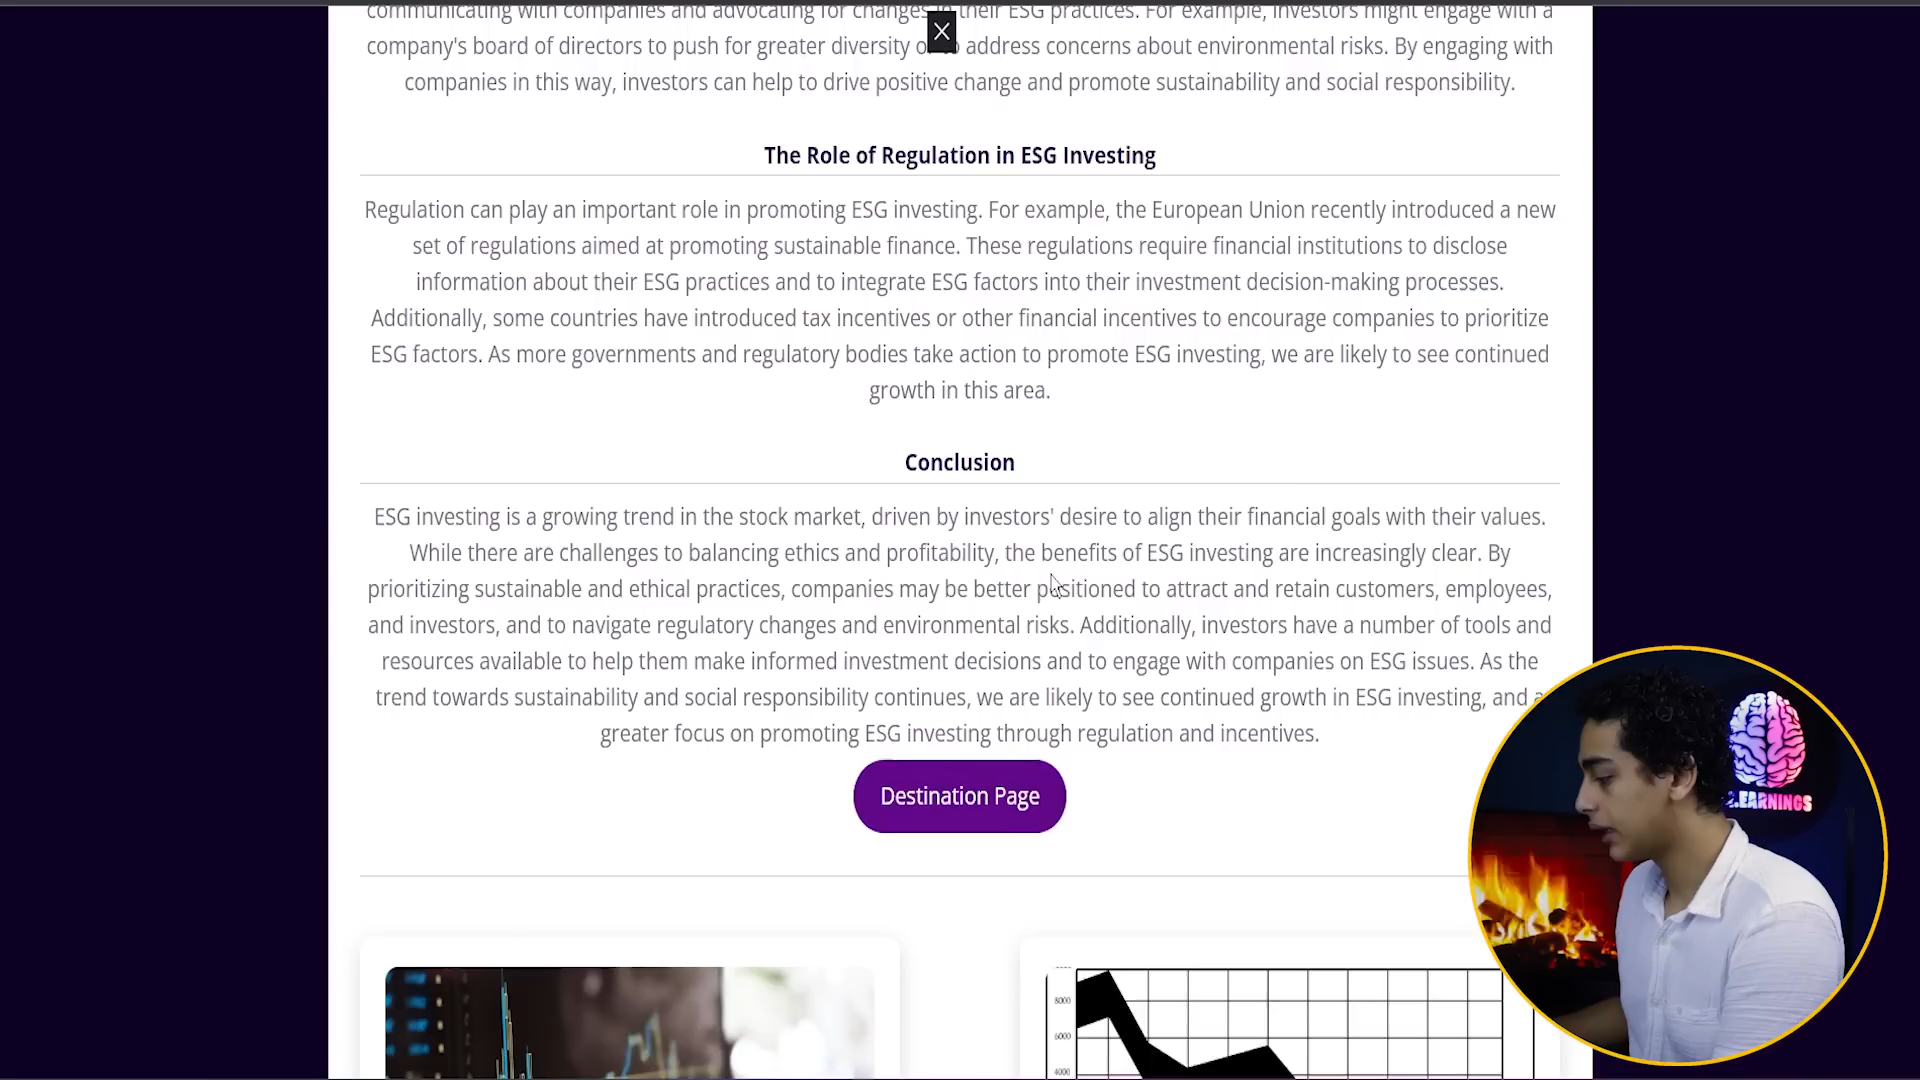 communicating with companies and advocating for changes in their ESG practices. For example, investors might engage with a
company's board of directors to push for greater diversity or to address concerns about environmental risks. By engaging with
companies in this way, investors can help to drive positive change and promote sustainability and social responsibility.
The Role of Regulation in ESG Investing
Regulation can play an important role in promoting ESG investing. For example, the European Union recently introduced a new
set of regulations aimed at promoting sustainable finance. These regulations require financial institutions to disclose
information about their ESG practices and to integrate ESG factors into their investment decision-making processes.
Additionally, some countries have introduced tax incentives or other financial incentives to encourage companies to prioritize
ESG factors. As more governments and regulatory bodies take action to promote ESG investing, we are likely to see continued
growth in this area.
Conclusion
ESG investing is a growing trend in the stock market, driven by investors' desire to align their financial goals with their values.
While there are challenges to balancing ethics and profitability, the benefits of ESG investing are increasingly clear. By
prioritizing sustainable and ethical practices, companies may be better positioned to attract and retain customers, employees,
and investors, and to navigate regulatory changes and environmental risks. Additionally, investors have a number of tools and
resources available to help them make informed investment decisions and to engage with companies on ESG issues. As the
trend towards sustainability and social responsibility continues, we are likely to see continued growth in ESG investing, and a
greater focus on promoting ESG investing through regulation and incentives.
Destination Page
.EARNINGS
8000
6000
4000